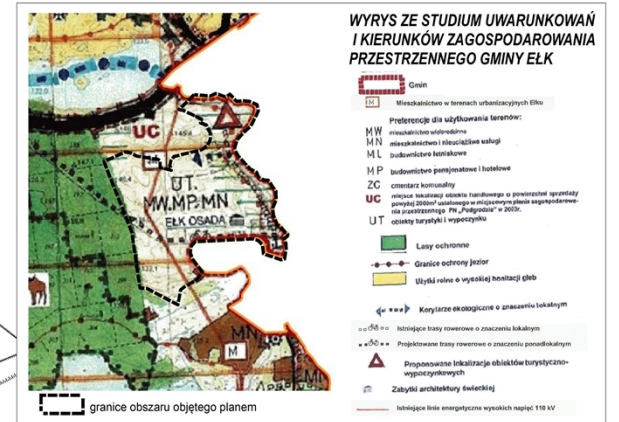 WYRYS ZE STUDIUM UWARUNKOWAŃ
I KIERUNKÓW ZAGOSPODAROWANIA
PRZESTRZENNEGO GMINY EŁK
Gmin
M Mieszkalnictwo w terenach urbanizacyjnych Ełku
Preferencje dla użytkowania terenów:
MW mieszkalnictwo wielorodzinne
MN mieszkalnictwo i nieuciążliwe usługi
ML budownictwo letniskowe
MP budownictwo pensjonatowe i hotelowe
ZC cmentarz komunalny
UC miejsce lokalizacji obiektu handlowego o powierzchni sprzedaży
powyżej 2000m² ustalonego w miejscowym planie zagospodarowa-
nia przestrzennego PN „Podgrodzie" w 2003r.
UT obiekty turystyki i wypoczynku
Lasy ochronne
Granice ochrony jezior
Użytki rolne o wysokiej bonitacji gleb
Korytarze ekologiczne o znaczeniu lokalnym
Istniejące trasy rowerowe o znaczeniu lokalnym
Projektowane trasy rowerowe o znaczeniu ponadlokalnym
Proponowane lokalizacje obiektów turystyczno-
wypoczynkowych
Zabytki architektury świeckiej
Istniejące linie energetyczne wysokich napięć 110 kV
UC
UT.
MW.MP.MN
EŁK OSADA
MN
M
granice obszaru objętego planem